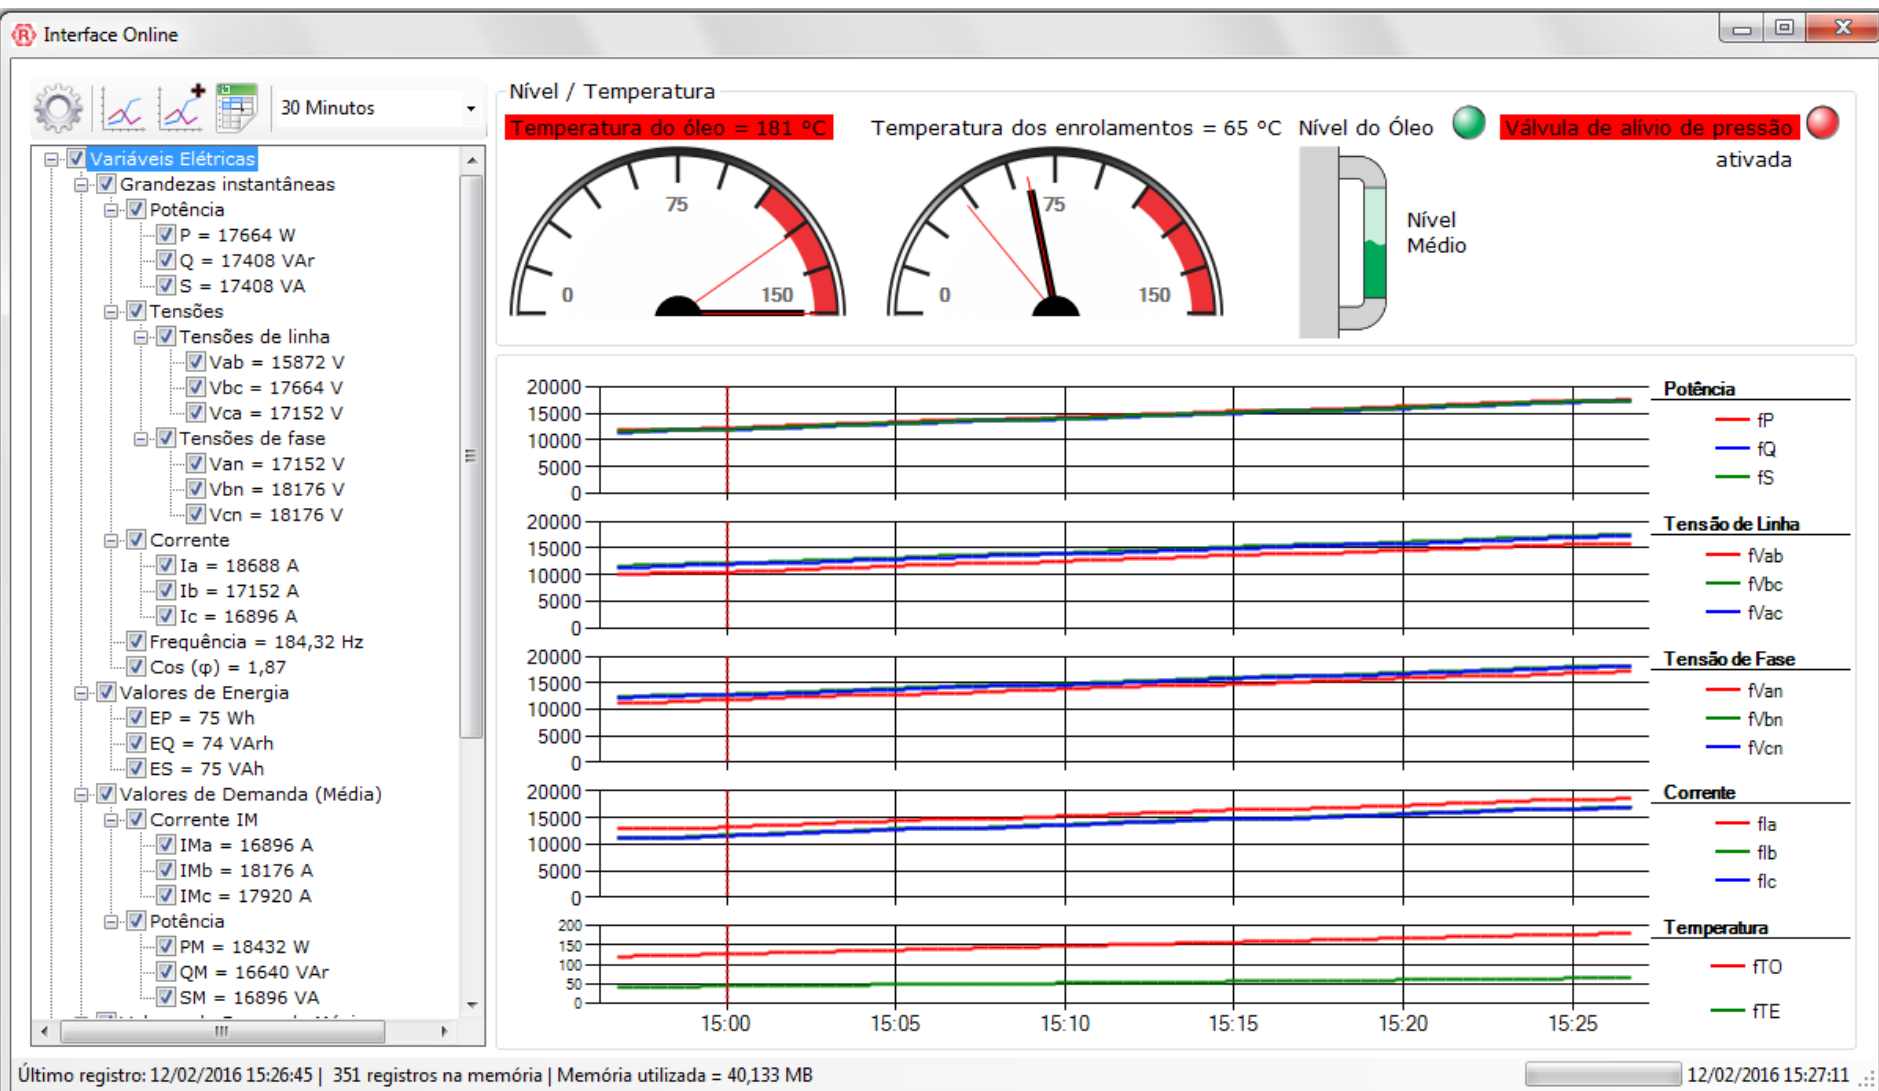 Interface Online
30 Minutos
Variáveis Elétricas
Grandezas instantâneas
Potência
P = 17664 W
Q = 17408 VAr
S = 17408 VA
Tensões
Tensões de linha
Vab = 15872 V
Vbc = 17664 V
Vca = 17152 V
Tensões de fase
Van = 17152 V
Vbn = 18176 V
Vcn = 18176 V
Corrente
Ia = 18688 A
Ib = 17152 A
Ic = 16896 A
Frequência = 184,32 Hz
Cos (φ) = 1,87
Valores de Energia
EP = 75 Wh
EQ = 74 VArh
ES = 75 VAh
Valores de Demanda (Média)
Corrente IM
IMa = 16896 A
IMb = 18176 A
IMc = 17920 A
Potência
PM = 18432 W
QM = 16640 VAr
SM = 16896 VA
Nível / Temperatura
Temperatura do óleo = 181 °C
0
75
150
Temperatura dos enrolamentos = 65 °C
0
75
150
Nível do Óleo
Nível
Médio
Válvula de alívio de pressão
ativada
20000
15000
10000
5000
0
Potência
fP
fQ
fS
20000
15000
10000
5000
0
Tensão de Linha
fVab
fVbc
fVac
20000
15000
10000
5000
0
Tensão de Fase
fVan
fVbn
fVcn
20000
15000
10000
5000
0
Corrente
fIa
fIb
fIc
200
150
100
50
0
Temperatura
fTO
fTE
15:00 15:05 15:10 15:15 15:20 15:25
Último registro: 12/02/2016 15:26:45 | 351 registros na memória | Memória utilizada = 40,133 MB
12/02/2016 15:27:11